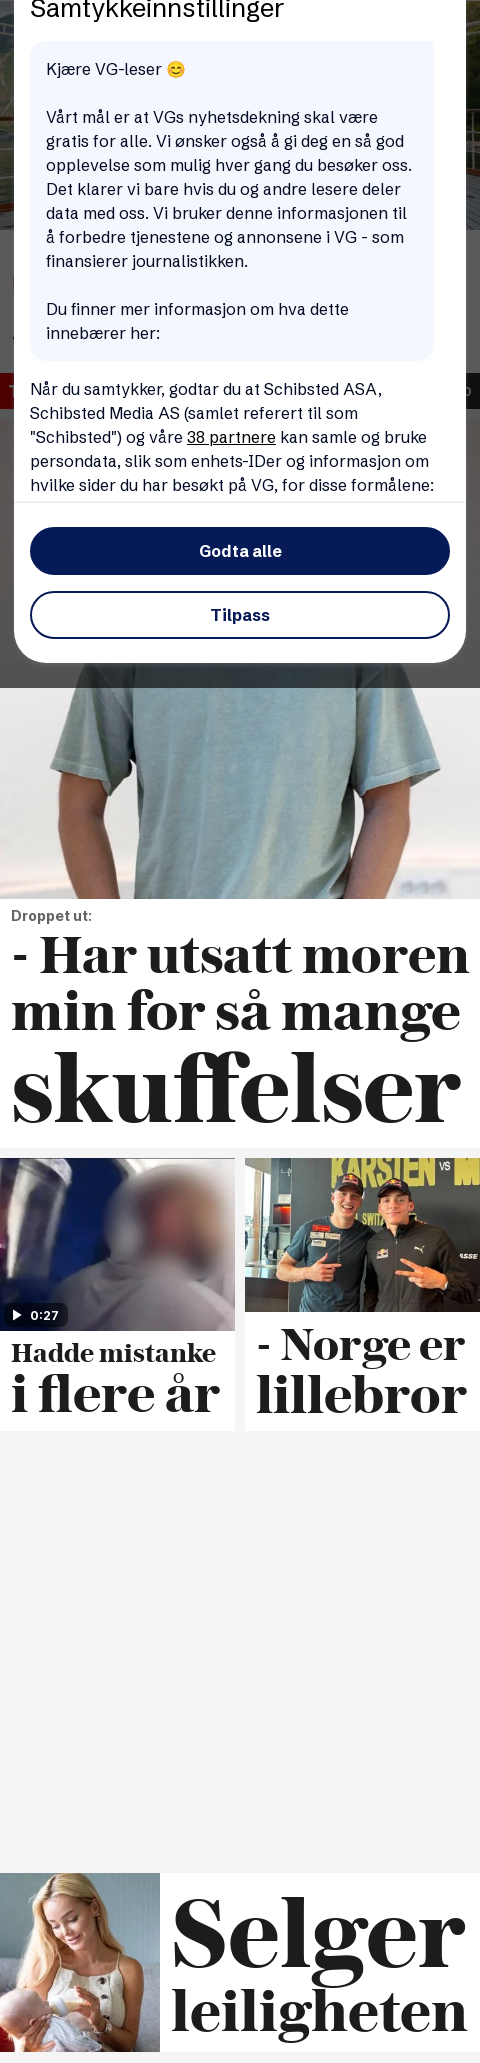 Samtykkeinnstillinger
Kjære VG-leser 😊
Vårt mål er at VGs nyhetsdekning skal være
gratis for alle. Vi ønsker også å gi deg en så god
opplevelse som mulig hver gang du besøker oss.
Det klarer vi bare hvis du og andre lesere deler
data med oss. Vi bruker denne informasjonen til
å forbedre tjenestene og annonsene i VG - som
finansierer journalistikken.
Du finner mer informasjon om hva dette
innebærer her:
Når du samtykker, godtar du at Schibsted ASA,
Schibsted Media AS (samlet referert til som
"Schibsted") og våre 38 partnere kan samle og bruke
persondata, slik som enhets-IDer og informasjon om
hvilke sider du har besøkt på VG, for disse formålene:
Godta alle
Tilpass
Droppet ut:
- Har utsatt moren
min for så mange
skuffelser
KARSTEN VS
SWITZ
ASSE
0:27
Hadde mistanke
i flere år
- Norge er
lillebror
Selger
leiligheten